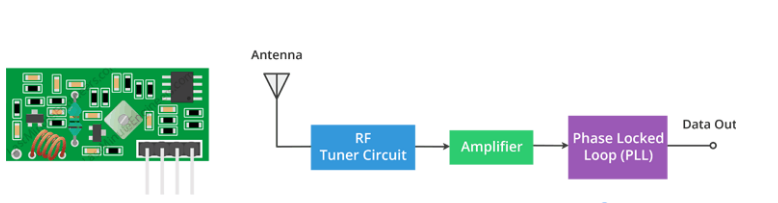 Antenna
RF
Tuner Circuit
Amplifier
Phase Locked
Loop (PLL)
Data Out